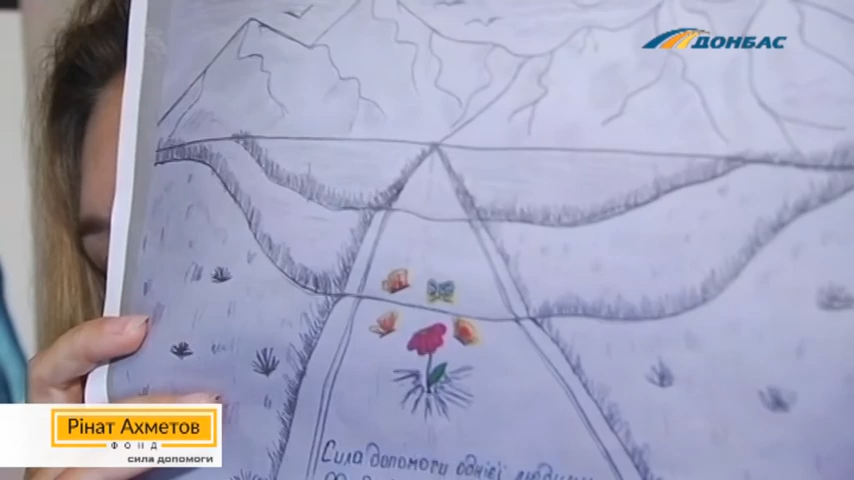 ДОНБАС
Сила допомоги однієї людини
Рінат Ахметов
ФОНД
сила допомоги